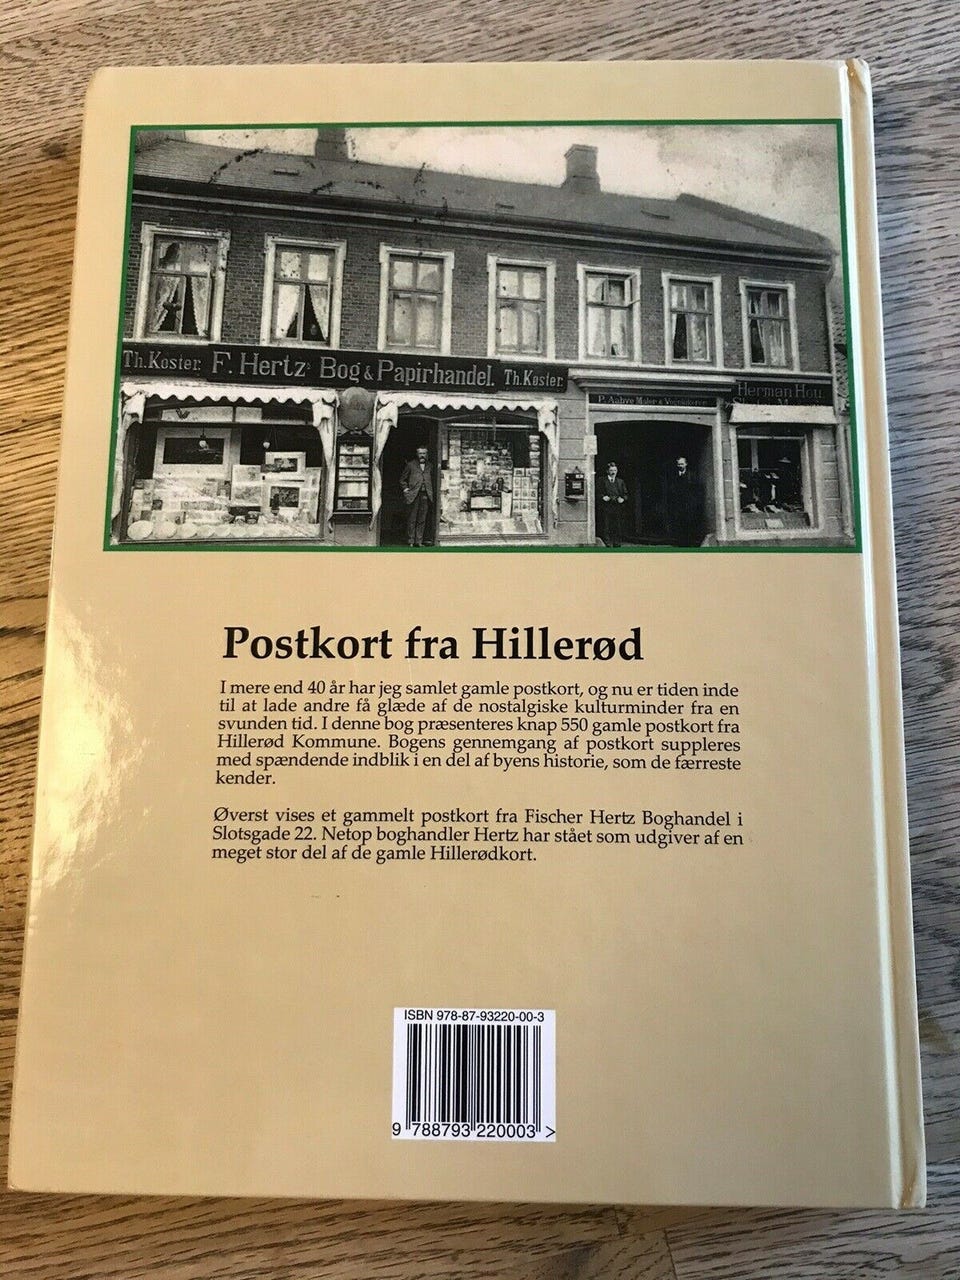 Th. Koster. F. Hertz' Bog & Papirhandel. Th. Koster.
P. Aabye Maler & Vognlakerer
Herman Hou
Postkort fra Hillerød
I mere end 40 år har jeg samlet gamle postkort, og nu er tiden inde
til at lade andre få glæde af de nostalgiske kulturminder fra en
svunden tid. I denne bog præsenteres knap 550 gamle postkort fra
Hillerød Kommune. Bogens gennemgang af postkort suppleres
med spændende indblik i en del af byens historie, som de færreste
kender.
Øverst vises et gammelt postkort fra Fischer Hertz Boghandel i
Slotsgade 22. Netop boghandler Hertz har stået som udgiver af en
meget stor del af de gamle Hillerødkort.
ISBN 978-87-93220-00-3
9 788793 220003 >